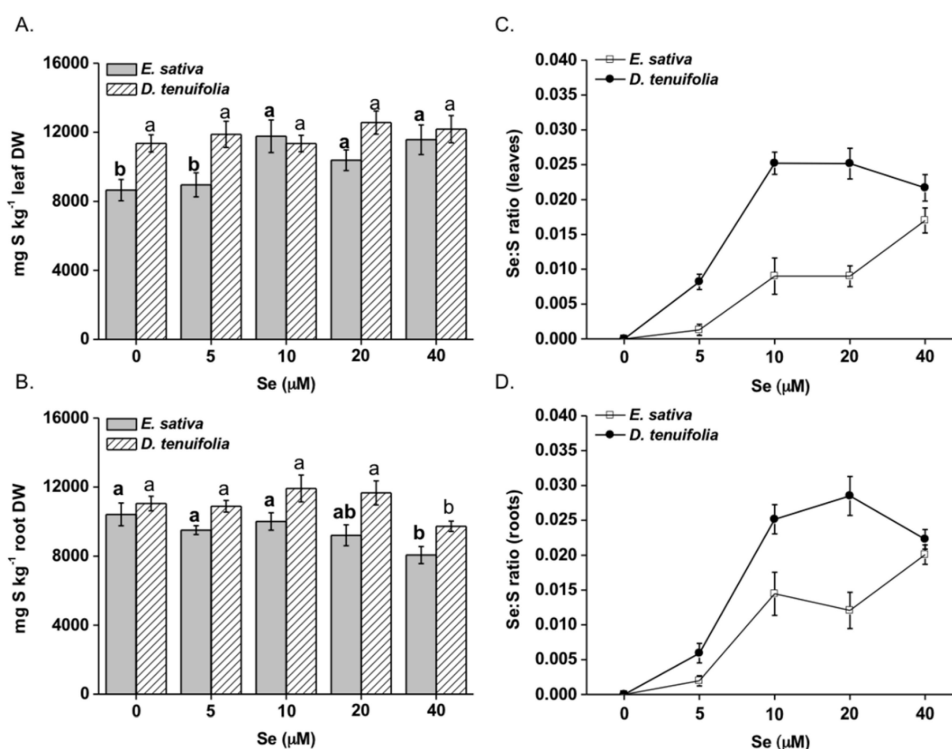 A.
16000
12000
8000
4000
0
mg S kg⁻¹ leaf DW
E. sativa
D. tenuifolia
b
a
b
a
a
a
a
a
a
a
0 5 10 20 40
Se (μM)
B.
16000
12000
8000
4000
0
mg S kg⁻¹ root DW
E. sativa
D. tenuifolia
a
a
a
a
a
a
ab
a
b
b
0 5 10 20 40
Se (μM)
C.
0.040
0.035
0.030
0.025
0.020
0.015
0.010
0.005
0.000
Se:S ratio (leaves)
E. sativa
D. tenuifolia
0 5 10 20 40
Se (μM)
D.
0.040
0.035
0.030
0.025
0.020
0.015
0.010
0.005
0.000
Se:S ratio (roots)
E. sativa
D. tenuifolia
0 5 10 20 40
Se (μM)